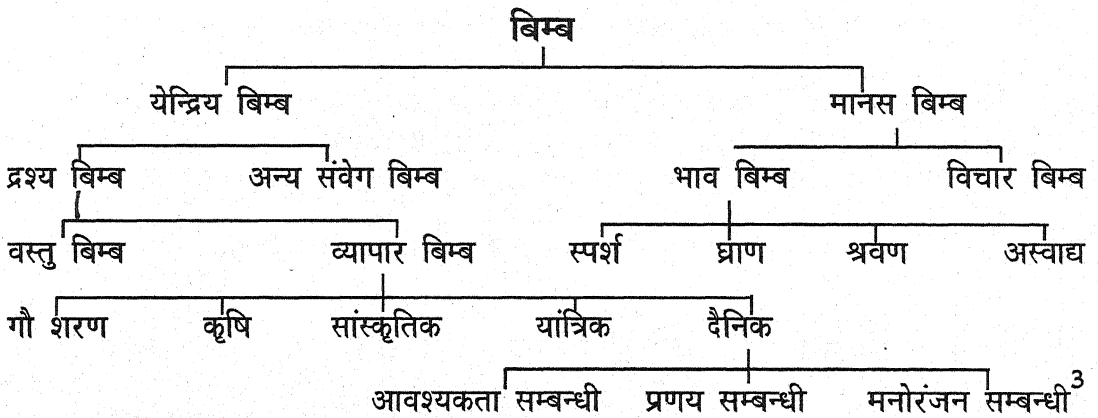 बिम्ब
येन्द्रिय बिम्ब मानस बिम्ब
द्रश्य बिम्ब अन्य संवेग बिम्ब भाव बिम्ब विचार बिम्ब
वस्तु बिम्ब व्यापार बिम्ब स्पर्श घ्राण श्रवण अस्वाद्य
गौ शरण कृषि सांस्कृतिक यांत्रिक दैनिक
आवश्यकता सम्बन्धी प्रणय सम्बन्धी मनोरंजन सम्बन्धी3